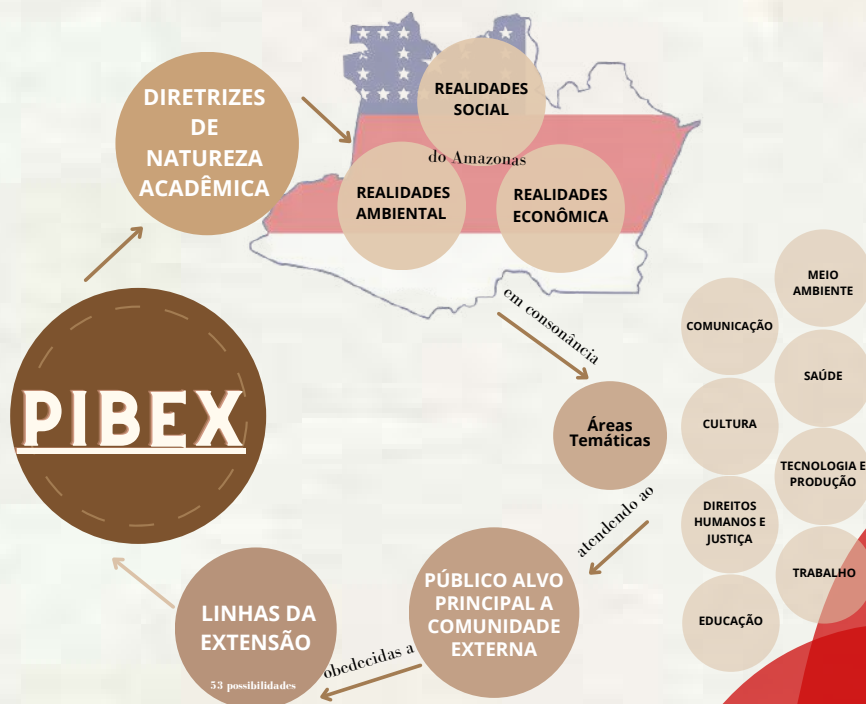 PIBEX
DIRETRIZES
DE
NATUREZA
ACADÊMICA
REALIDADES
SOCIAL
do Amazonas
REALIDADES
AMBIENTAL
REALIDADES
ECONÔMICA
em consonância
Áreas
Temáticas
MEIO
AMBIENTE
COMUNICAÇÃO
SAÚDE
CULTURA
TECNOLOGIA E
PRODUÇÃO
DIREITOS
HUMANOS E
JUSTIÇA
TRABALHO
EDUCAÇÃO
atendendo ao
PÚBLICO ALVO
PRINCIPAL A
COMUNIDADE
EXTERNA
obedecidas a
LINHAS DA
EXTENSÃO
53 possibilidades